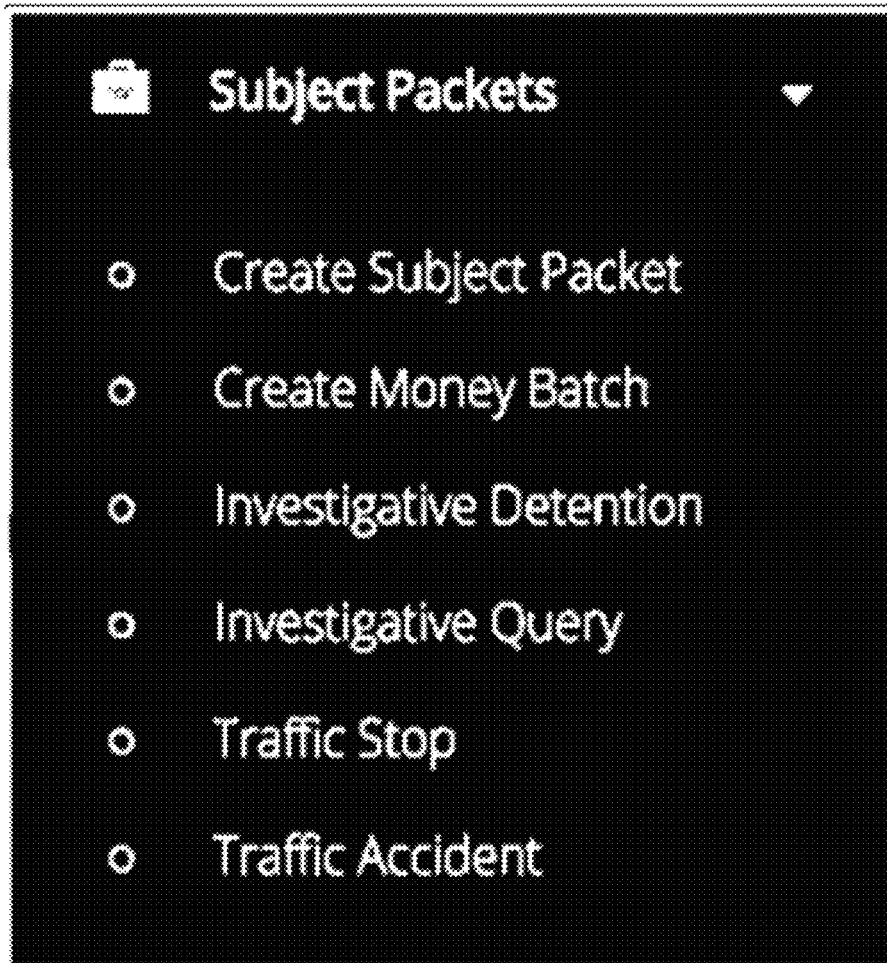 Subject Packets
Create Subject Packet
Create Money Batch
Investigative Detention
Investigative Query
Traffic Stop
Traffic Accident